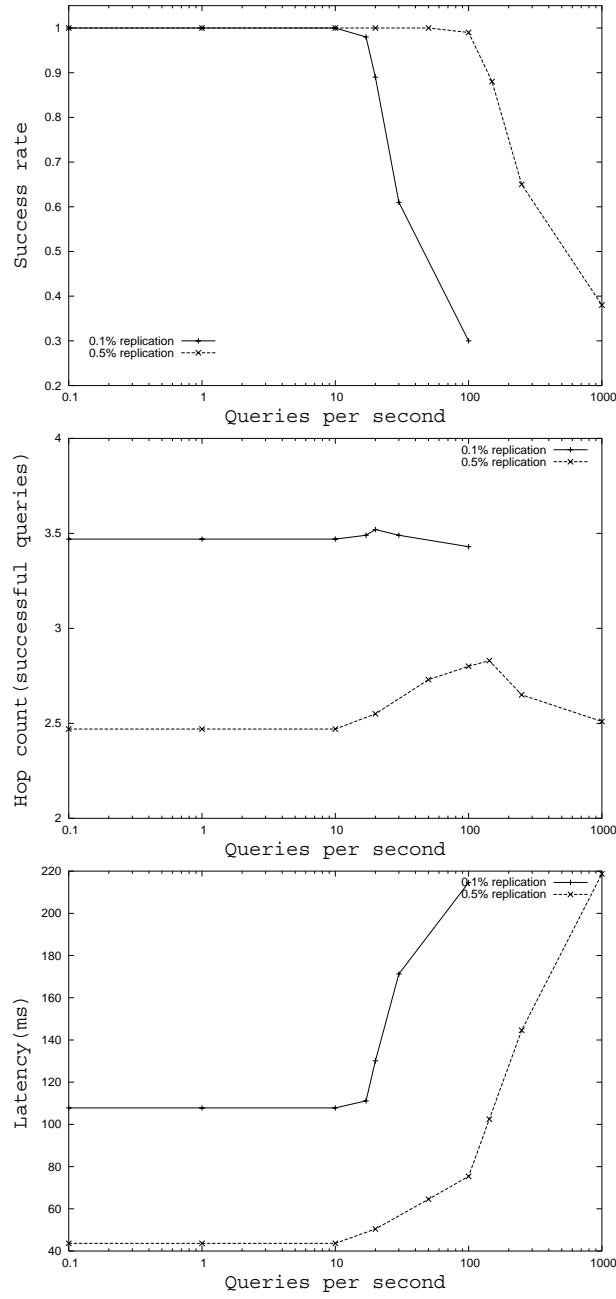 1
0.9
0.8
0.7
0.6
0.5
0.4
0.3
0.2
Success rate
0.1% replication
0.5% replication
0.1 1 10 100 1000
Queries per second
4
3.5
3
2.5
2
Hop count(successful queries)
0.1% replication
0.5% replication
0.1 1 10 100 1000
Queries per second
220
200
180
160
140
120
100
80
60
40
Latency(ms)
0.1% replication
0.5% replication
0.1 1 10 100 1000
Queries per second